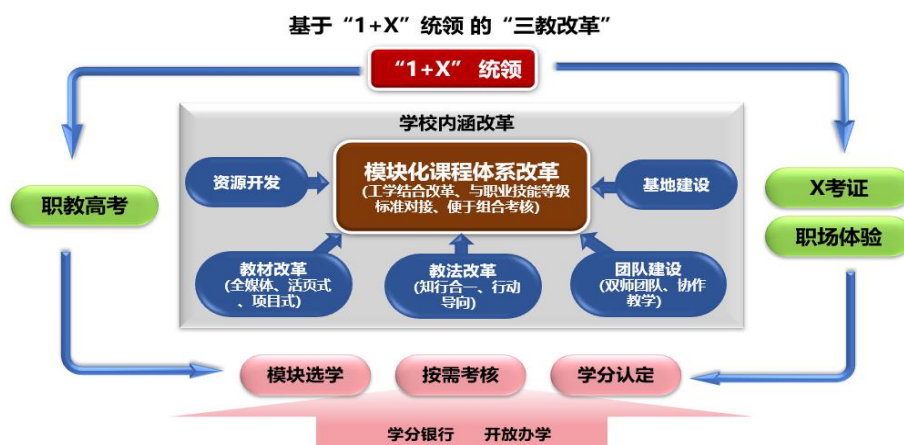 基于“1+X”统领 的“三教改革”
“1+X” 统领
学校内涵改革
模块化课程体系改革
(工学结合改革、与职业技能等级
标准对接、便于组合考核)
资源开发
基地建设
职教高考
X考证
职场体验
教材改革
(全媒体、活页式
、项目式)
教法改革
(知行合一、行动
导向)
团队建设
(双师团队、协作
教学)
模块选学
按需考核
学分认定
学分银行 开放办学